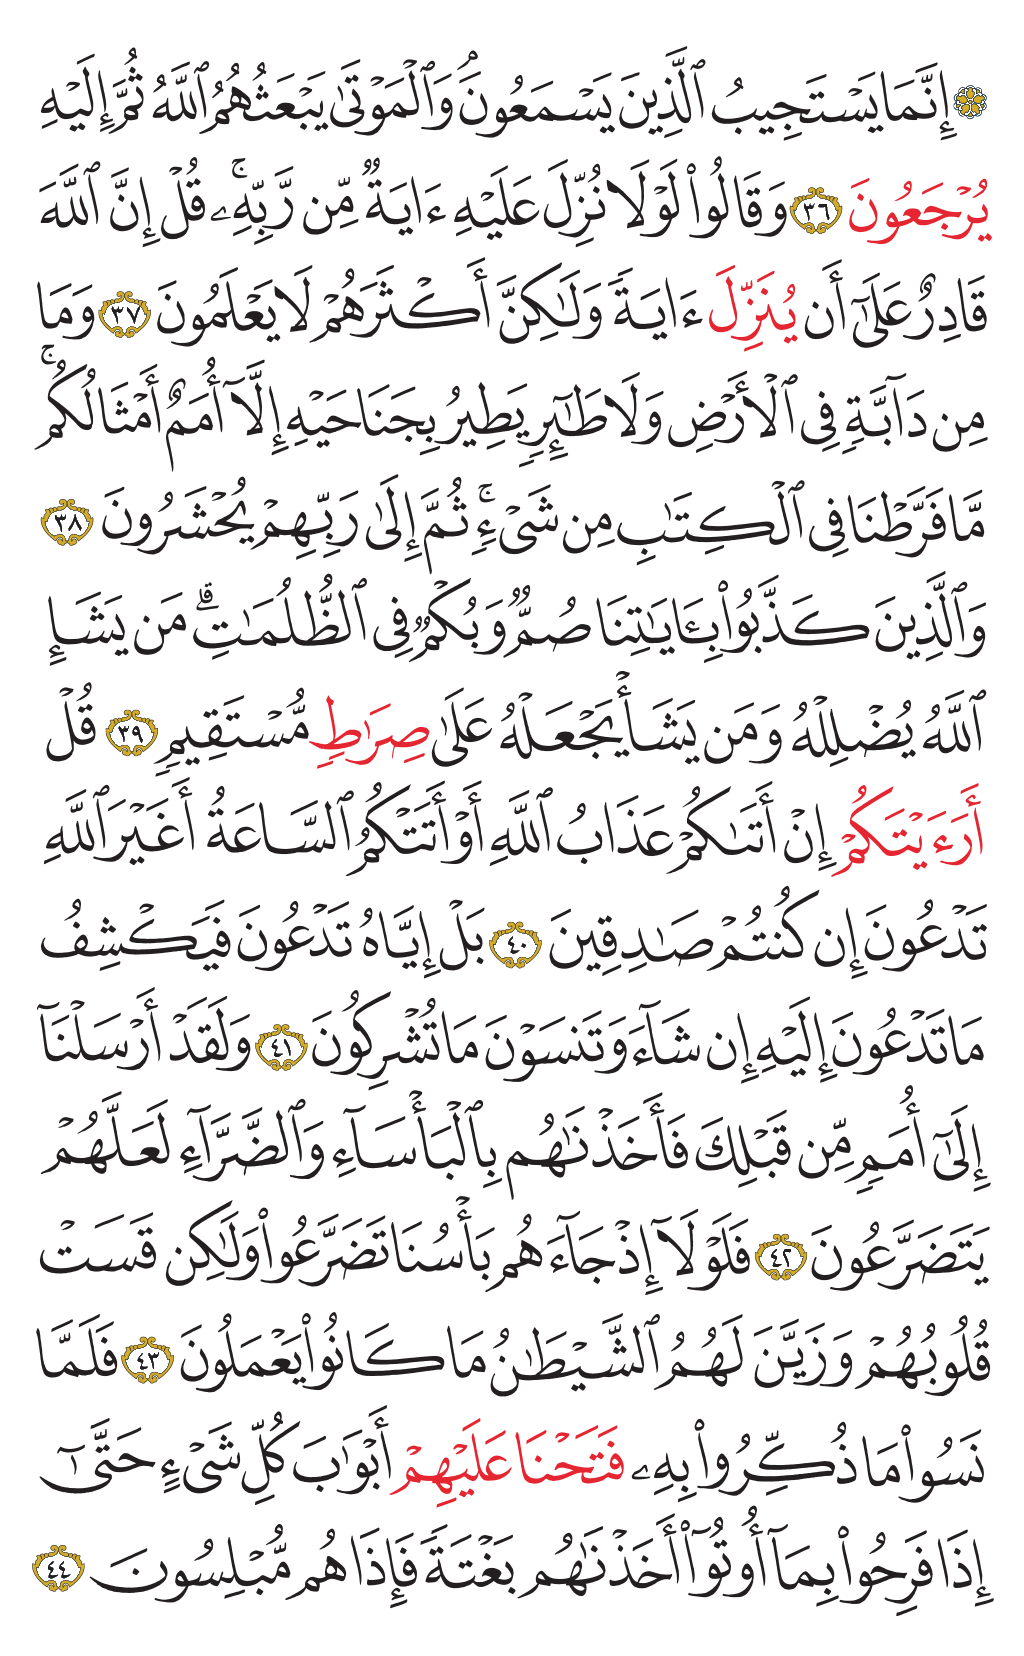 ۞ إِنَّمَا يَسْتَجِيبُ ٱلَّذِينَ يَسْمَعُونَۘ وَٱلْمَوْتَىٰ يَبْعَثُهُمُ ٱللَّهُ ثُمَّ إِلَيْهِ
يُرْجَعُونَ ٣٦ وَقَالُوا۟ لَوْلَا نُزِّلَ عَلَيْهِ ءَايَةٌ مِّن رَّبِّهِۦۚ قُلْ إِنَّ ٱللَّهَ
قَادِرٌ عَلَىٰٓ أَن يُنَزِّلَ ءَايَةً وَلَٰكِنَّ أَكْثَرَهُمْ لَا يَعْلَمُونَ ٣٧ وَمَا
مِن دَآبَّةٍ فِى ٱلْأَرْضِ وَلَا طَٰٓئِرٍ يَطِيرُ بِجَنَاحَيْهِ إِلَّآ أُمَمٌ أَمْثَالُكُمۚ
مَّا فَرَّطْنَا فِى ٱلْكِتَٰبِ مِن شَىْءٍۚ ثُمَّ إِلَىٰ رَبِّهِمْ يُحْشَرُونَ ٣٨
وَٱلَّذِينَ كَذَّبُوا۟ بِـَٔايَٰتِنَا صُمٌّ وَبُكْمٌ فِى ٱلظُّلُمَٰتِۗ مَن يَشَإِ
ٱللَّهُ يُضْلِلْهُ وَمَن يَشَأْ يَجْعَلْهُ عَلَىٰ صِرَٰطٍ مُّسْتَقِيمٍ ٣٩ قُلْ
أَرَءَيْتَكُمْ إِنْ أَتَىٰكُمْ عَذَابُ ٱللَّهِ أَوْ أَتَتْكُمُ ٱلسَّاعَةُ أَغَيْرَ ٱللَّهِ
تَدْعُونَ إِن كُنتُمْ صَٰدِقِينَ ٤٠ بَلْ إِيَّاهُ تَدْعُونَ فَيَكْشِفُ
مَا تَدْعُونَ إِلَيْهِ إِن شَآءَ وَتَنسَوْنَ مَا تُشْرِكُونَ ٤١ وَلَقَدْ أَرْسَلْنَآ
إِلَىٰٓ أُمَمٍ مِّن قَبْلِكَ فَأَخَذْنَٰهُم بِٱلْبَأْسَآءِ وَٱلضَّرَّآءِ لَعَلَّهُمْ
يَتَضَرَّعُونَ ٤٢ فَلَوْلَآ إِذْ جَآءَهُم بَأْسُنَا تَضَرَّعُوا۟ وَلَٰكِن قَسَتْ
قُلُوبُهُمْ وَزَيَّنَ لَهُمُ ٱلشَّيْطَٰنُ مَا كَانُوا۟ يَعْمَلُونَ ٤٣ فَلَمَّا
نَسُوا۟ مَا ذُكِّرُوا۟ بِهِۦ فَتَحْنَا عَلَيْهِمْ أَبْوَٰبَ كُلِّ شَىْءٍ حَتَّىٰٓ
إِذَا فَرِحُوا۟ بِمَآ أُوتُوٓا۟ أَخَذْنَٰهُم بَغْتَةً فَإِذَا هُم مُّبْلِسُونَ ٤٤